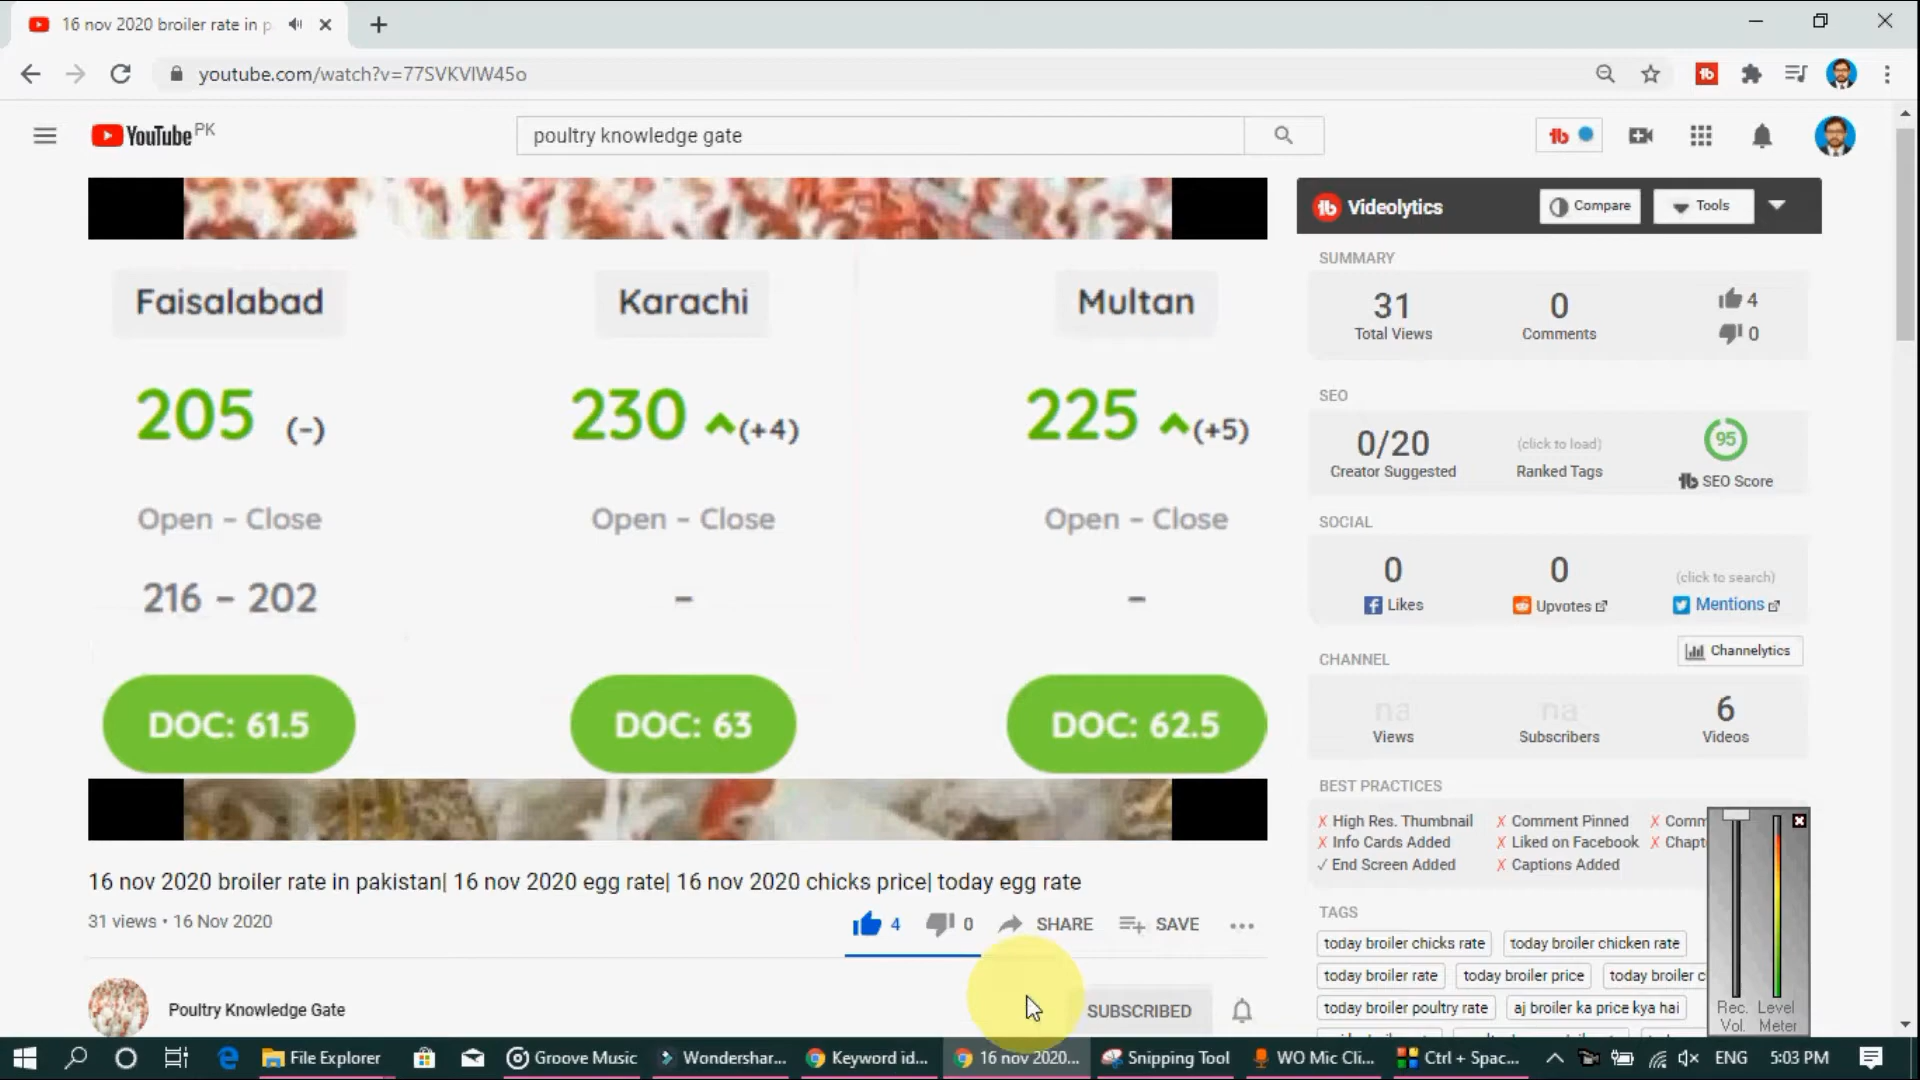 16 nov 2020 broiler rate in p
youtube.com/watch?v=77SVKVlW45o
YouTube PK
poultry knowledge gate
Faisalabad
Karachi
Multan
205 (-)
230 (+4)
225 (+5)
Open - Close
Open - Close
Open - Close
216 - 202
-
-
DOC: 61.5
DOC: 63
DOC: 62.5
16 nov 2020 broiler rate in pakistan| 16 nov 2020 egg rate| 16 nov 2020 chicks price| today egg rate
31 views • 16 Nov 2020
4
0
SHARE
SAVE
Poultry Knowledge Gate
SUBSCRIBED
Videolytics
Compare
Tools
SUMMARY
31
Total Views
0
Comments
4
0
SEO
0/20
Creator Suggested
(click to load)
Ranked Tags
95
SEO Score
SOCIAL
0
Likes
0
Upvotes
(click to search)
Mentions
CHANNEL
Channelytics
na
Views
na
Subscribers
6
Videos
BEST PRACTICES
✗ High Res. Thumbnail
✗ Comment Pinned
✗ Comm
✗ Info Cards Added
✗ Liked on Facebook
✗ Chapt
✓ End Screen Added
✗ Captions Added
TAGS
today broiler chicks rate
today broiler chicken rate
today broiler rate
today broiler price
today broiler c
today broiler poultry rate
aj broiler ka price kya hai
Rec. Vol.
Level Meter
File Explorer
Groove Music
Wondershar...
Keyword id...
16 nov 2020...
Snipping Tool
WO Mic Cli...
Ctrl + Spac...
ENG
5:03 PM